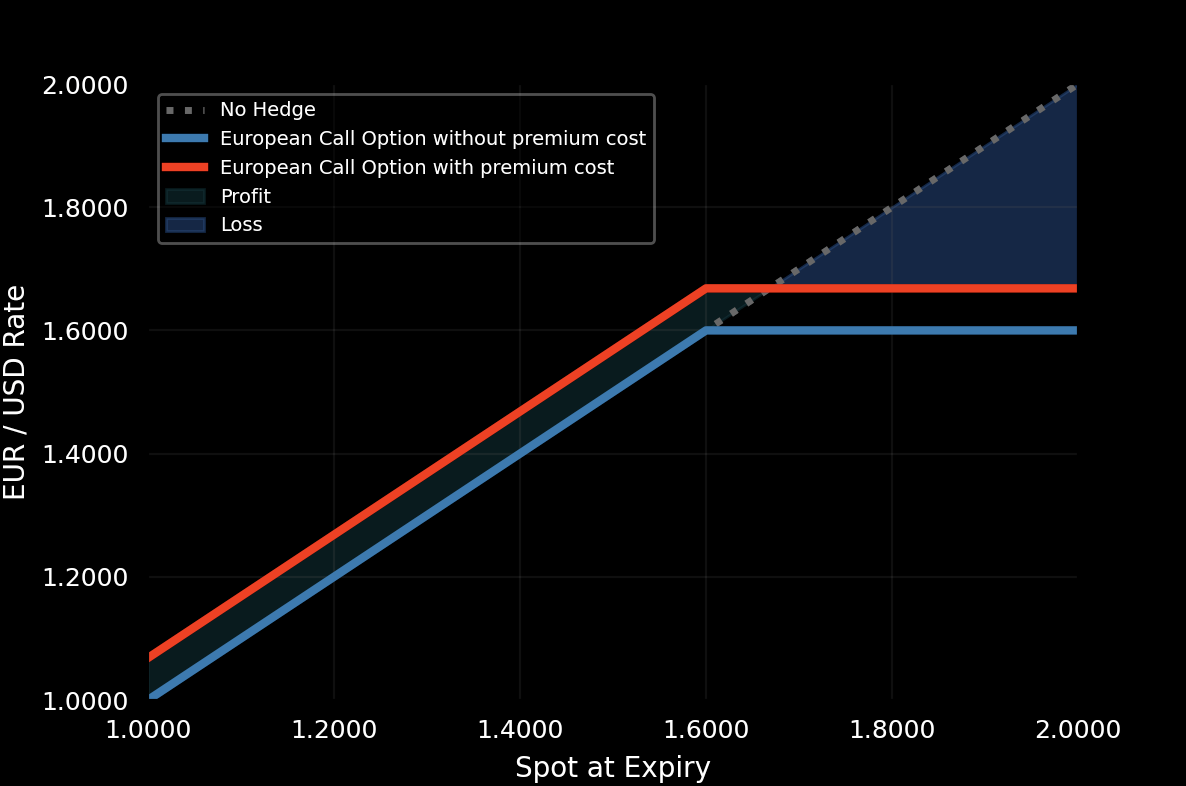 2.0000
1.8000
1.6000
1.4000
1.2000
1.0000
EUR / USD Rate
No Hedge
European Call Option without premium cost
European Call Option with premium cost
Profit
Loss
1.0000 1.2000 1.4000 1.6000 1.8000 2.0000
Spot at Expiry